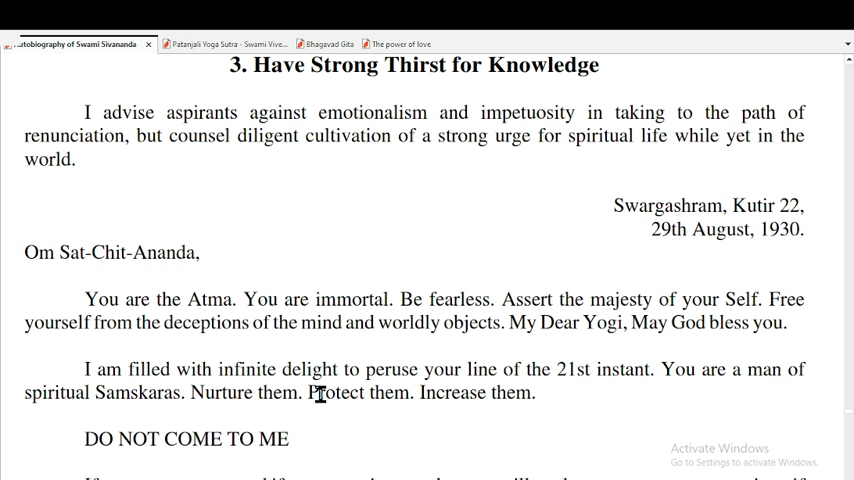 Autobiography of Swami Sivananda
Patanjali Yoga Sutra - Swami Vive...
Bhagavad Gita
The power of love
3. Have Strong Thirst for Knowledge
I advise aspirants against emotionalism and impetuosity in taking to the path of
renunciation, but counsel diligent cultivation of a strong urge for spiritual life while yet in the
world.
Swargashram, Kutir 22,
29th August, 1930.
Om Sat-Chit-Ananda,
You are the Atma. You are immortal. Be fearless. Assert the majesty of your Self. Free
yourself from the deceptions of the mind and worldly objects. My Dear Yogi, May God bless you.
I am filled with infinite delight to peruse your line of the 21st instant. You are a man of
spiritual Samskaras. Nurture them. Protect them. Increase them.
DO NOT COME TO ME
Activate Windows
Go to Settings to activate Windows.